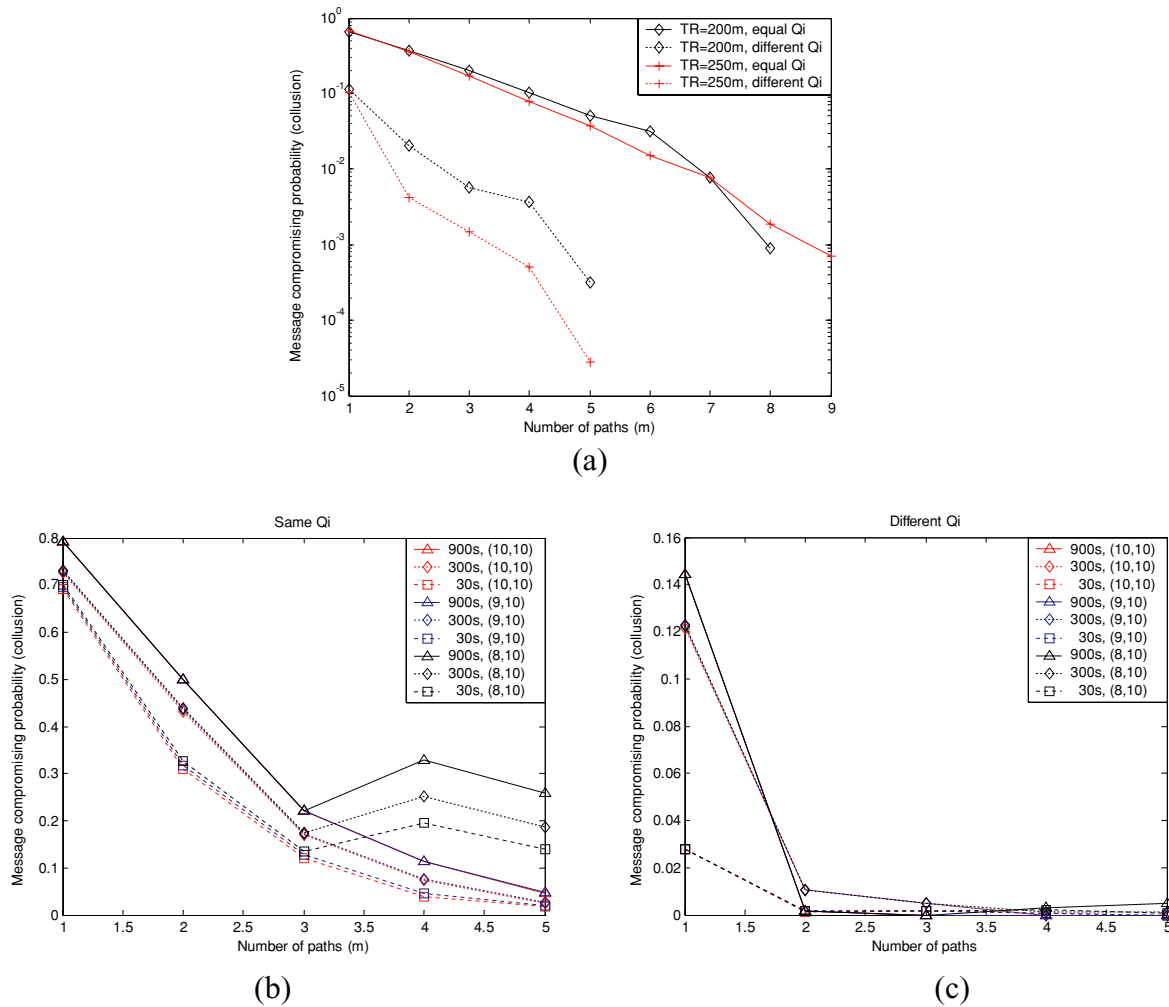 TR=200m, equal Qi
TR=200m, different Qi
TR=250m, equal Qi
TR=250m, different Qi
Message compromising probability (collusion)
10^0
10^-1
10^-2
10^-3
10^-4
10^-5
1 2 3 4 5 6 7 8 9
Number of paths (m)
(a)
Same Qi
900s, (10,10)
300s, (10,10)
30s, (10,10)
900s, (9,10)
300s, (9,10)
30s, (9,10)
900s, (8,10)
300s, (8,10)
30s, (8,10)
Message compromising probability (collusion)
0.8
0.7
0.6
0.5
0.4
0.3
0.2
0.1
0
1 1.5 2 2.5 3 3.5 4 4.5 5
Number of paths (m)
(b)
Different Qi
900s, (10,10)
300s, (10,10)
30s, (10,10)
900s, (9,10)
300s, (9,10)
30s, (9,10)
900s, (8,10)
300s, (8,10)
30s, (8,10)
Message compromising probability (collusion)
0.16
0.14
0.12
0.1
0.08
0.06
0.04
0.02
0
1 1.5 2 2.5 3 3.5 4 4.5 5
Number of paths
(c)